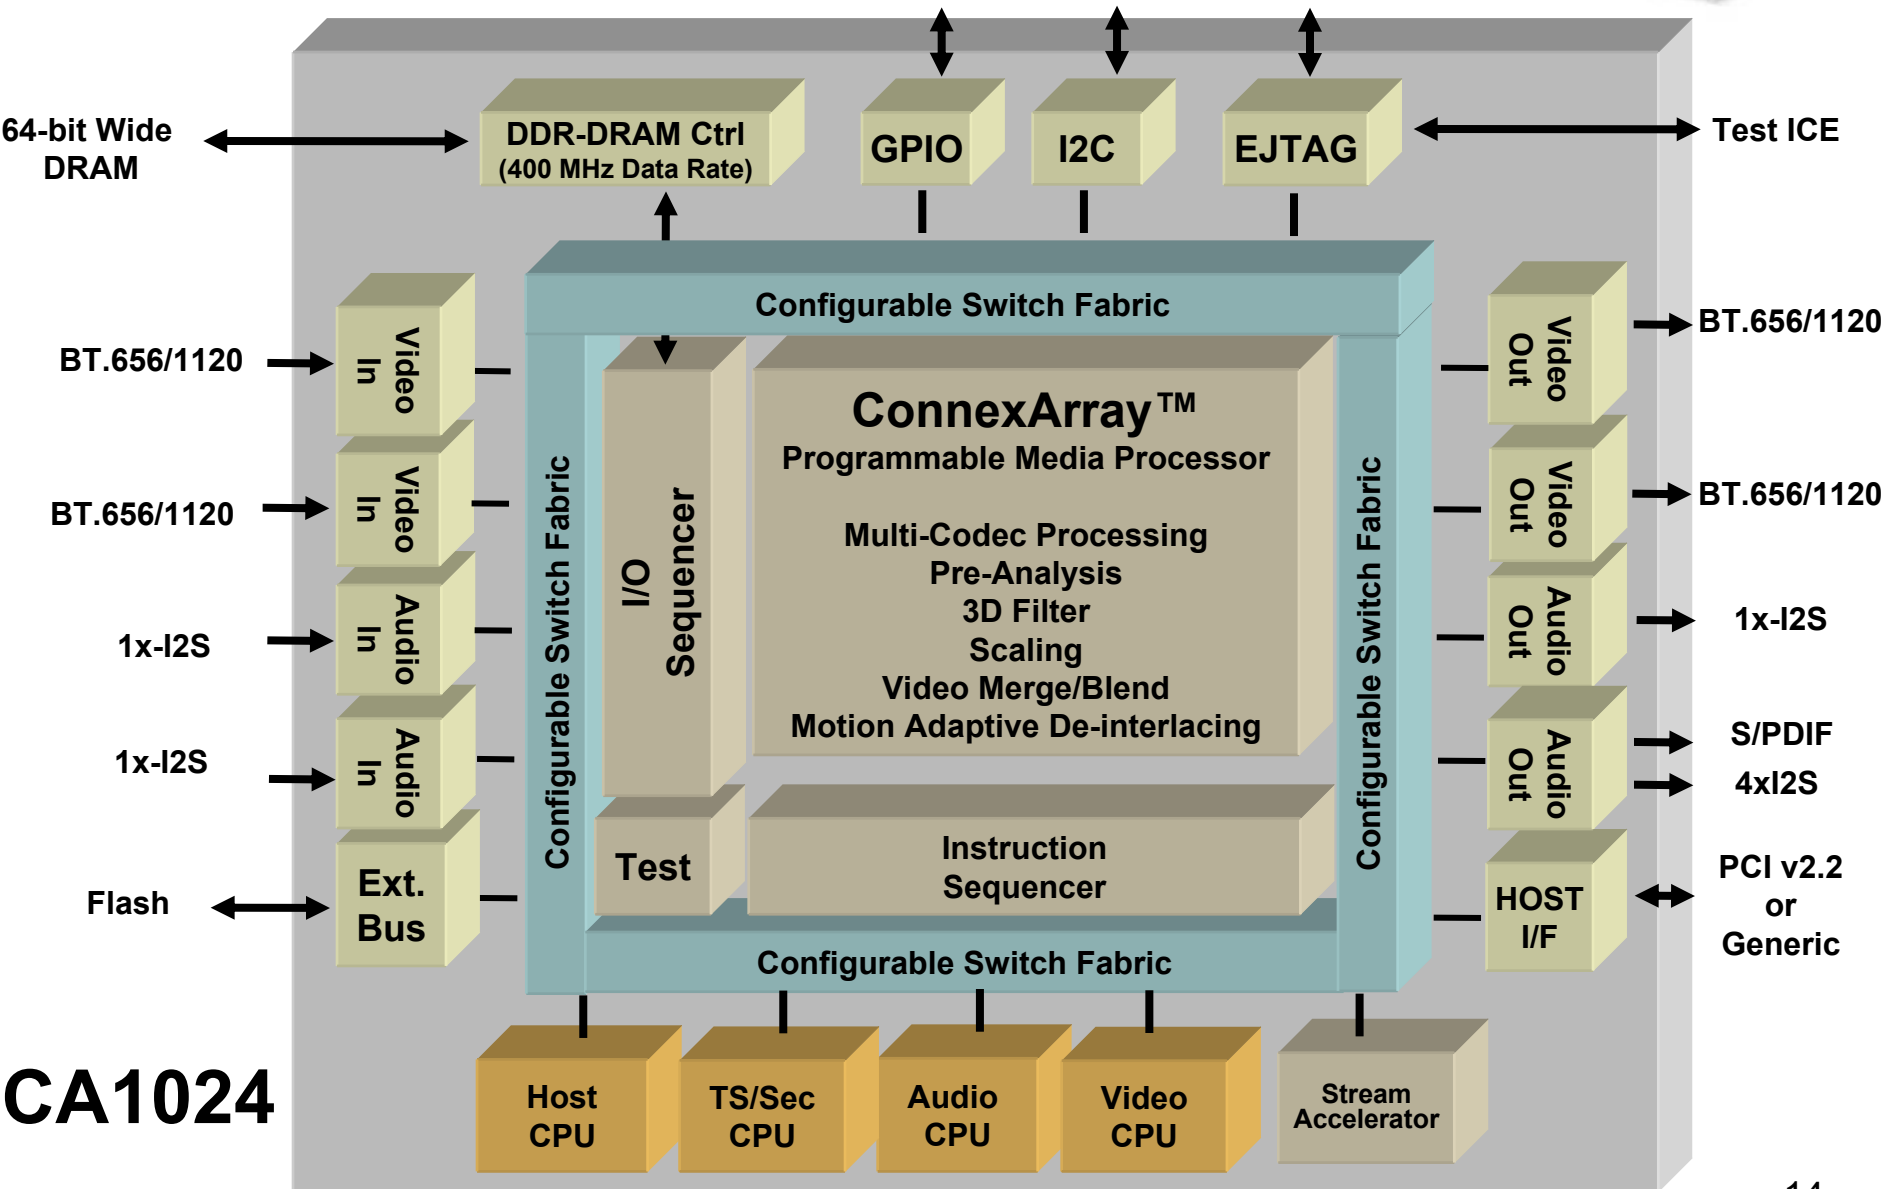 64-bit Wide
DRAM
DDR-DRAM Ctrl
(400 MHz Data Rate)
GPIO
I2C
EJTAG
Test ICE
Configurable Switch Fabric
BT.656/1120
Video
In
BT.656/1120
Video
In
1x-I2S
Audio
In
1x-I2S
Audio
In
Flash
Ext.
Bus
Configurable Switch Fabric
I/O
Sequencer
ConnexArray™
Programmable Media Processor
Multi-Codec Processing
Pre-Analysis
3D Filter
Scaling
Video Merge/Blend
Motion Adaptive De-interlacing
Test
Instruction
Sequencer
Configurable Switch Fabric
Video
Out
BT.656/1120
Video
Out
BT.656/1120
Audio
Out
1x-I2S
Audio
Out
S/PDIF
4xI2S
HOST
I/F
PCI v2.2
or
Generic
Configurable Switch Fabric
CA1024
Host
CPU
TS/Sec
CPU
Audio
CPU
Video
CPU
Stream
Accelerator